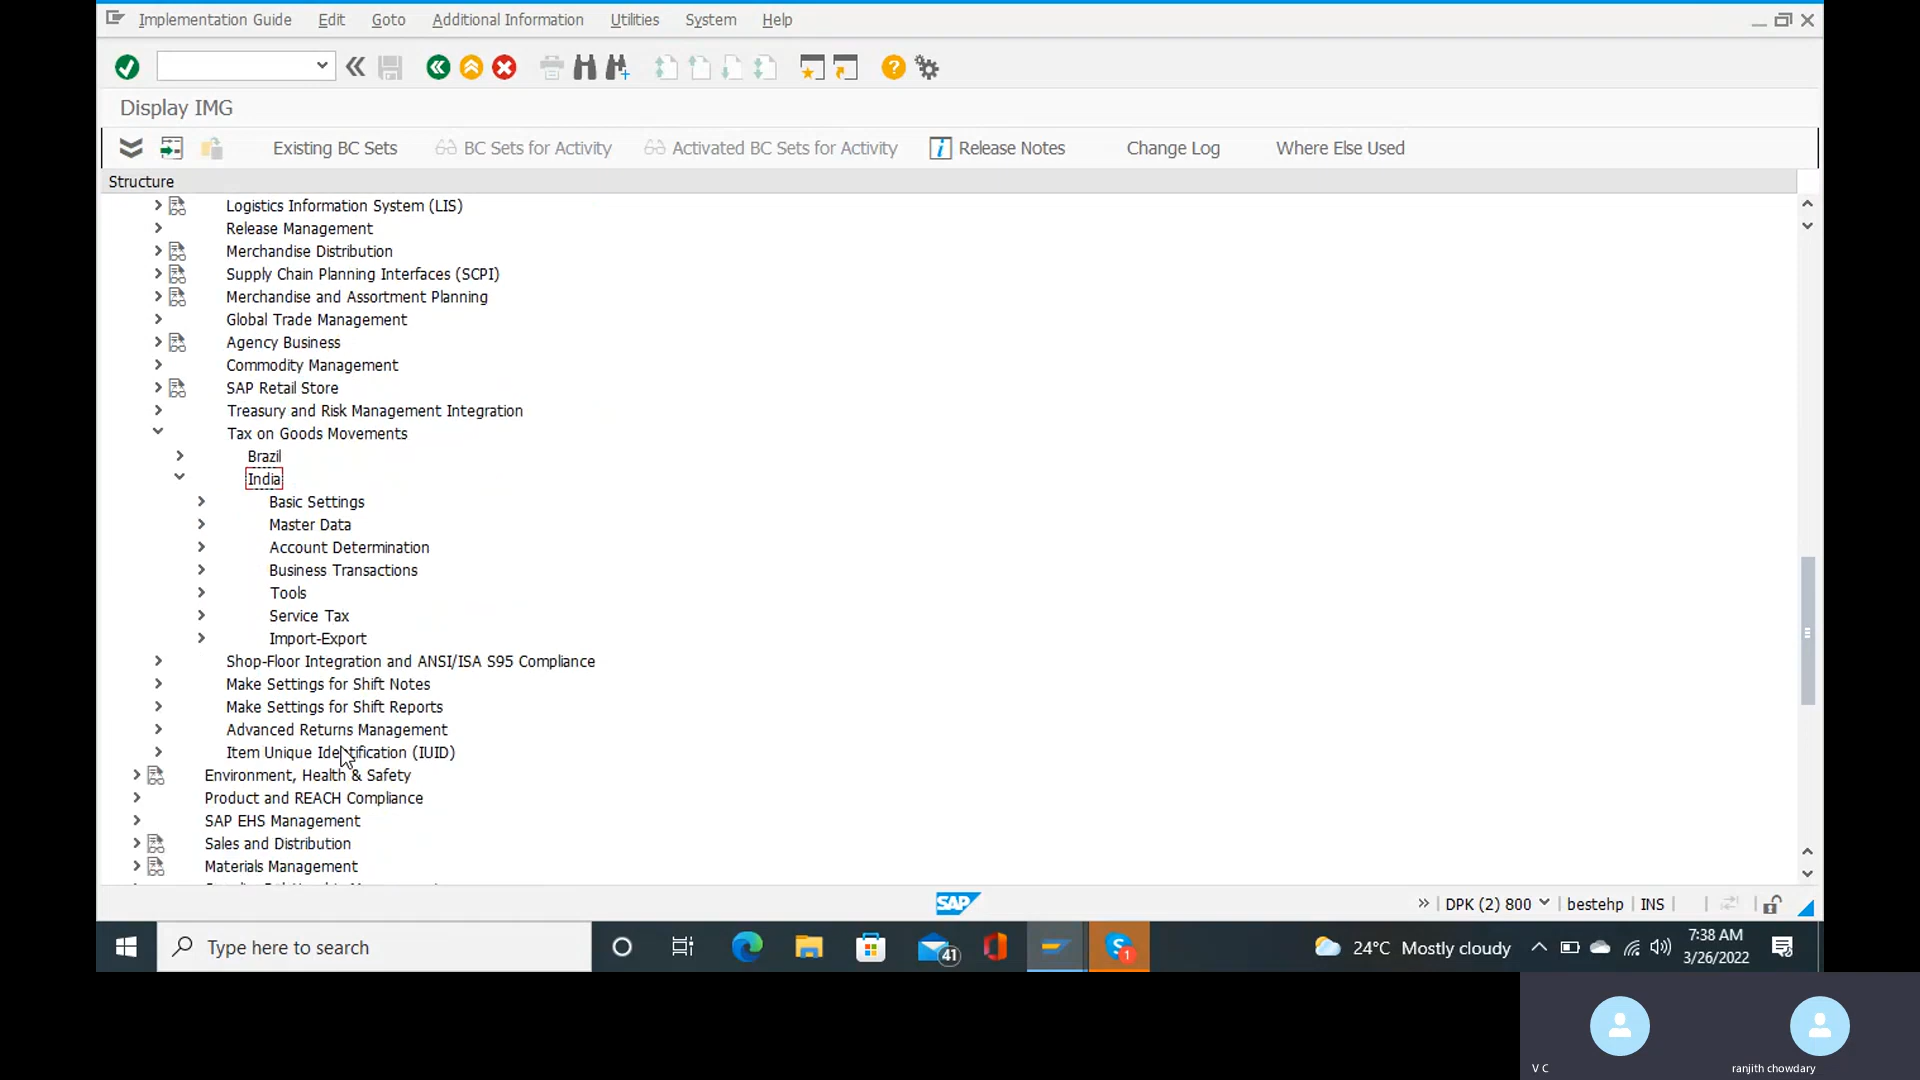 Implementation Guide Edit Goto Additional Information Utilities System Help
Display IMG
Existing BC Sets BC Sets for Activity Activated BC Sets for Activity Release Notes Change Log Where Else Used
Structure
Logistics Information System (LIS)
Release Management
Merchandise Distribution
Supply Chain Planning Interfaces (SCPI)
Merchandise and Assortment Planning
Global Trade Management
Agency Business
Commodity Management
SAP Retail Store
Treasury and Risk Management Integration
Tax on Goods Movements
Brazil
India
Basic Settings
Master Data
Account Determination
Business Transactions
Tools
Service Tax
Import-Export
Shop-Floor Integration and ANSI/ISA S95 Compliance
Make Settings for Shift Notes
Make Settings for Shift Reports
Advanced Returns Management
Item Unique Identification (IUID)
Environment, Health & Safety
Product and REACH Compliance
SAP EHS Management
Sales and Distribution
Materials Management
SAP DPK (2) 800 bestehp INS
Type here to search 41 1 24°C Mostly cloudy 7:38 AM
3/26/2022
V C ranjith chowdary